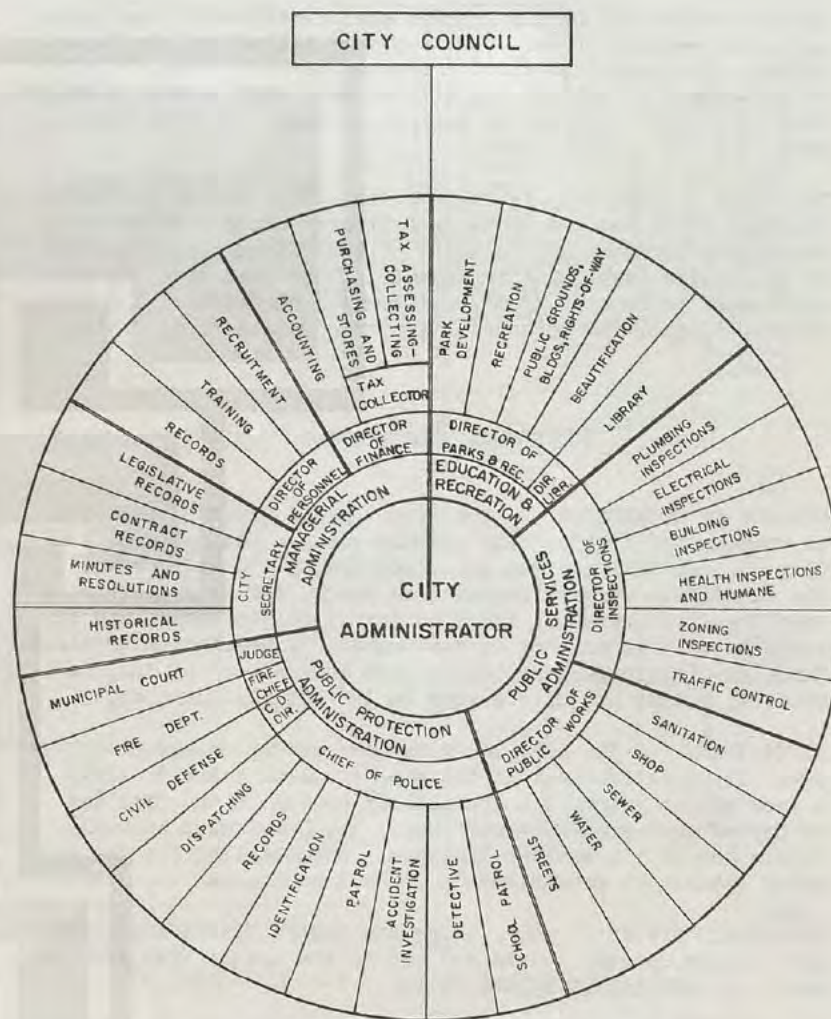 CITY COUNCIL
TAX ASSESSING-
COLLECTING
PURCHASING AND
STORES
TAX
COLLECTOR
ACCOUNTING
DIRECTOR
OF
FINANCE
RECRUITMENT
TRAINING
RECORDS
DIRECTOR
OF
PERSONNEL
LEGISLATIVE
RECORDS
CONTRACT
RECORDS
MINUTES AND
RESOLUTIONS
HISTORICAL
RECORDS
CITY
SECRETARY
MANAGERIAL
ADMINISTRATION
PARK
DEVELOPMENT
RECREATION
PUBLIC GROUNDS,
BLDGS, RIGHTS-OF-WAY
BEAUTIFICATION
LIBRARY
DIRECTOR OF
PARKS & REC.
DIR.
LIBR.
EDUCATION &
RECREATION
PLUMBING
INSPECTIONS
ELECTRICAL
INSPECTIONS
BUILDING
INSPECTIONS
HEALTH INSPECTIONS
AND HUMANE
ZONING
INSPECTIONS
TRAFFIC CONTROL
DIRECTOR OF
INSPECTIONS
PUBLIC SERVICES
ADMINISTRATION
SANITATION
SHOP
SEWER
WATER
STREETS
DIRECTOR OF
PUBLIC WORKS
CITY
ADMINISTRATOR
PUBLIC PROTECTION
ADMINISTRATION
JUDGE
FIRE
CHIEF
C.D.
DIR.
CHIEF OF POLICE
MUNICIPAL COURT
FIRE DEPT.
CIVIL DEFENSE
DISPATCHING
RECORDS
IDENTIFICATION
PATROL
ACCIDENT
INVESTIGATION
DETECTIVE
SCHOOL PATROL